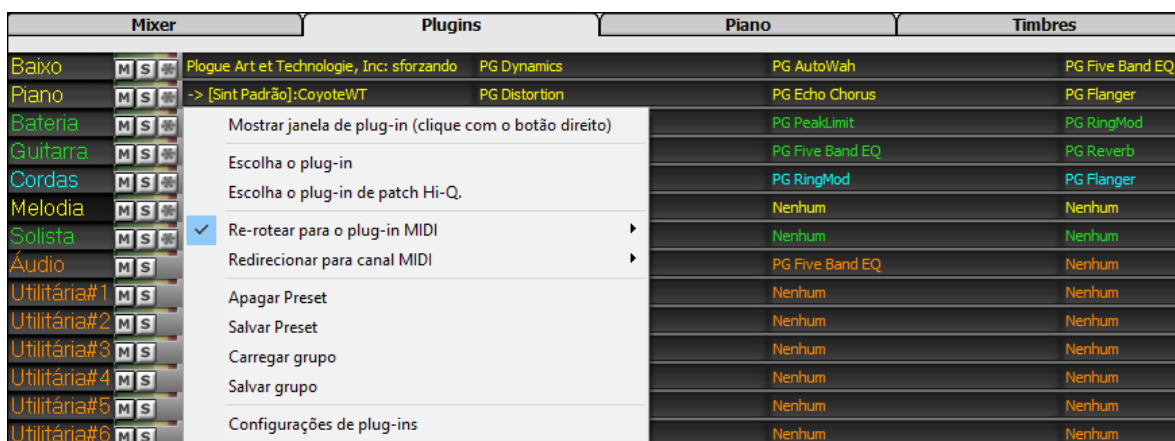 Mixer Plugins Piano Timbres
Baixo M S Plogue Art et Technologie, Inc: sforzando PG Dynamics PG AutoWah PG Five Band EQ
Piano M S -> [Sint Padrão]:CoyoteWT PG Distortion PG Echo Chorus PG Flanger
Bateria M S PG PeakLimit PG RingMod
Guitarra M S PG Five Band EQ PG Reverb
Cordas M S PG RingMod PG Flanger
Melodia M S Nenhum Nenhum
Solista M S Nenhum Nenhum
Áudio M S PG Five Band EQ Nenhum
Utilitária#1 M S Nenhum Nenhum
Utilitária#2 M S Nenhum Nenhum
Utilitária#3 M S Nenhum Nenhum
Utilitária#4 M S Nenhum Nenhum
Utilitária#5 M S Nenhum Nenhum
Utilitária#6 M S Nenhum Nenhum
Mostrar janela de plug-in (clique com o botão direito)
Escolha o plug-in
Escolha o plug-in de patch Hi-Q.
Re-rotear para o plug-in MIDI
Redirecionar para canal MIDI
Apagar Preset
Salvar Preset
Carregar grupo
Salvar grupo
Configurações de plug-ins